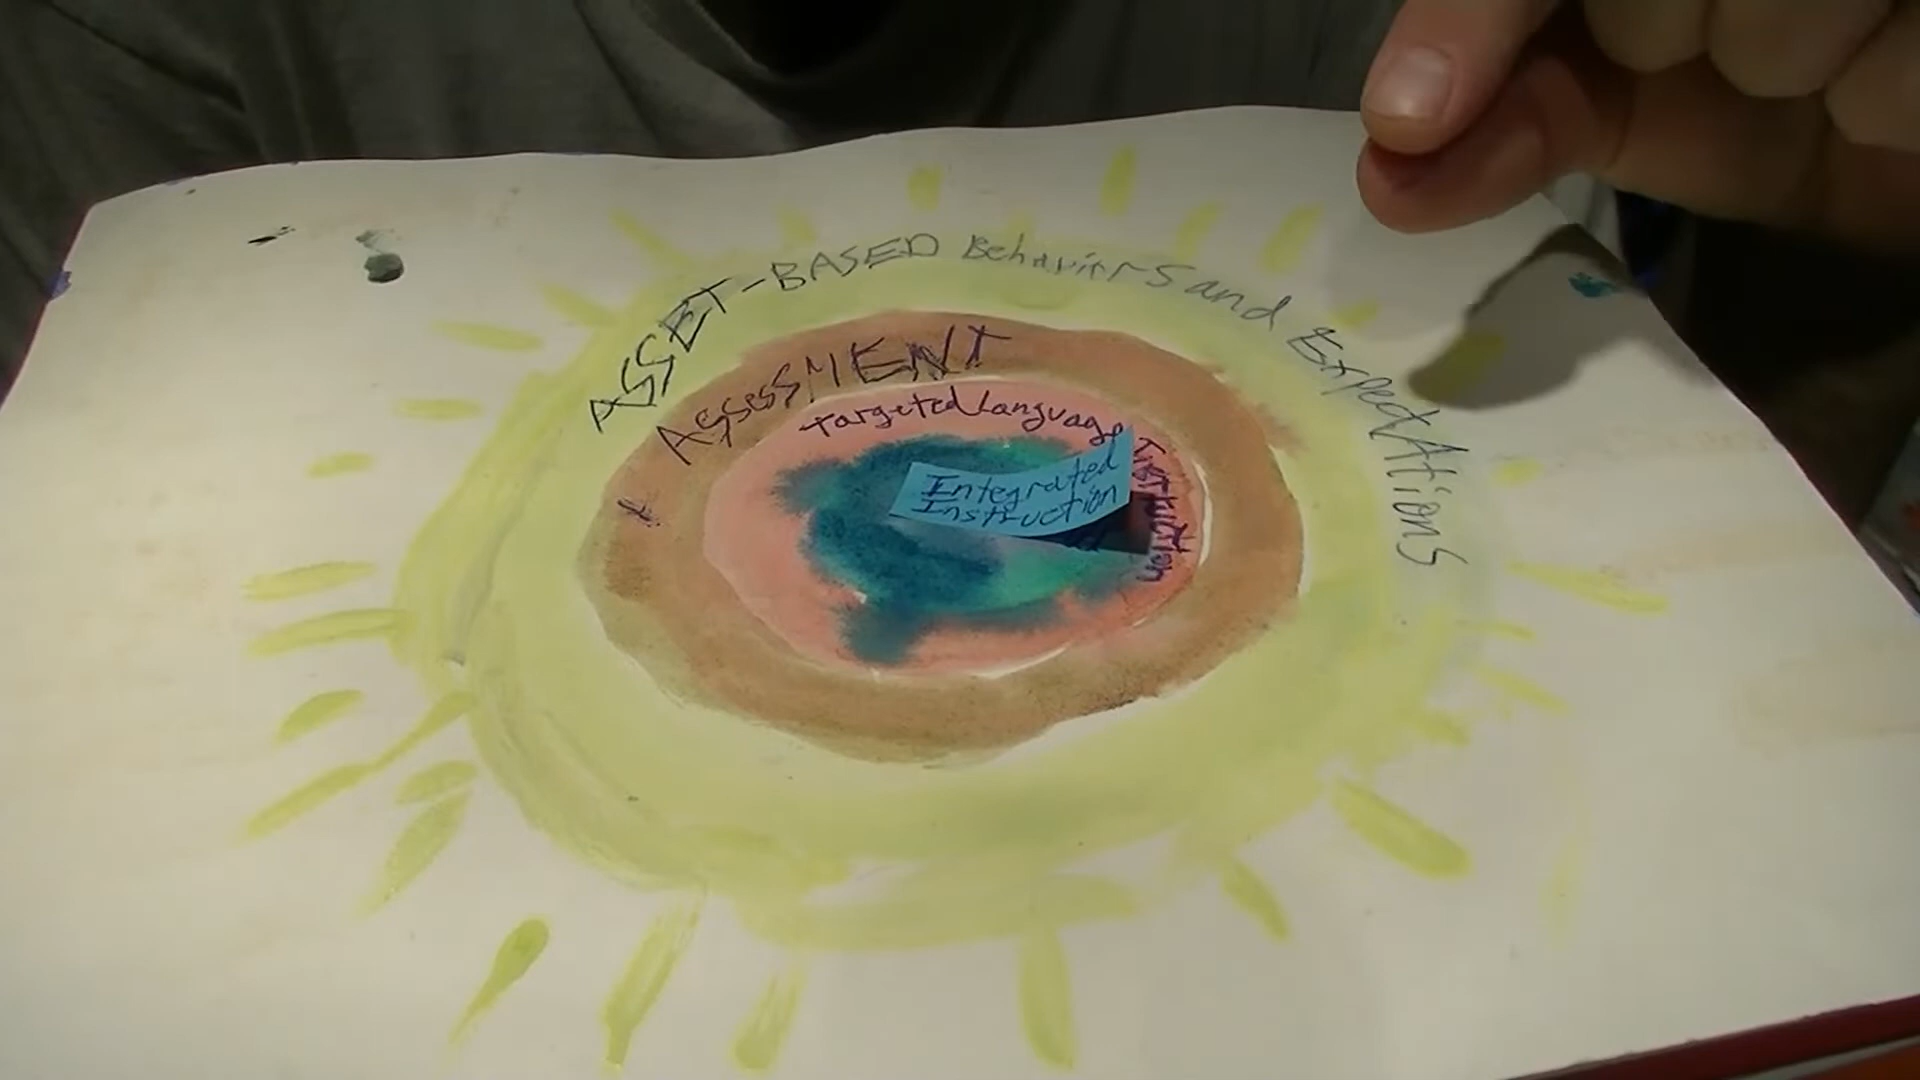 ASSET-BASED Behaviors and ExpectAtions
ASSESSMENT
Targeted Language Instruction
Integrated
Instruction